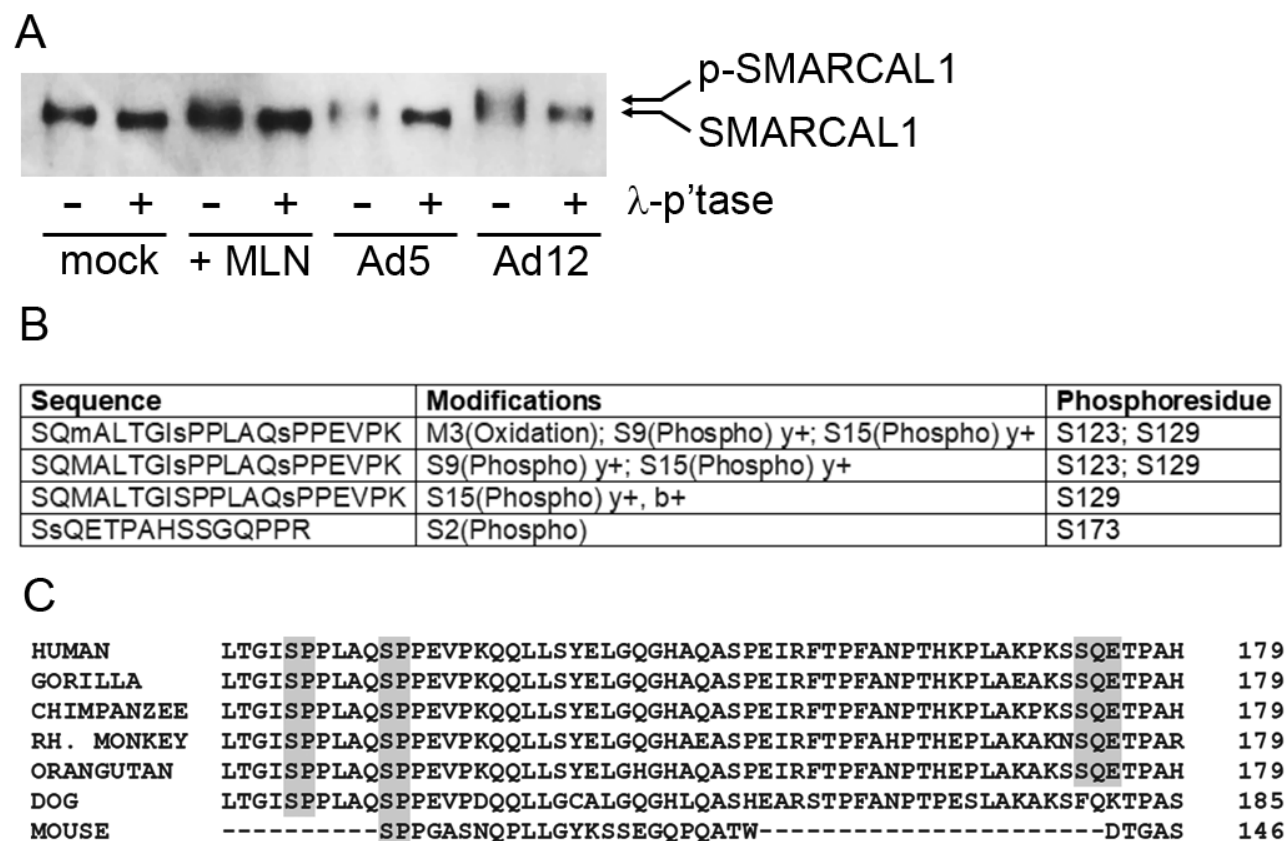 A
p-SMARCAL1
SMARCAL1
- + - + - + - + λ-p'tase
mock + MLN Ad5 Ad12
B
Sequence Modifications Phosphoresidue
SQmALTGIsPPLAQsPPEVPK M3(Oxidation); S9(Phospho) y+; S15(Phospho) y+ S123; S129
SQMALTGIsPPLAQsPPEVPK S9(Phospho) y+; S15(Phospho) y+ S123; S129
SQMALTGISPPLAQsPPEVPK S15(Phospho) y+, b+ S129
SsQETPAHSSGQPPR S2(Phospho) S173
C
HUMAN LTGISPPLAQSPPEVPKQQLLSYELGQGHAQASPEIRFTPFANPTHKPLAKPKSSQETPAH 179
GORILLA LTGISPPLAQSPPEVPKQQLLSYELGQGHAQASPEIRFTPFANPTHKPLAEAKSSQETPAH 179
CHIMPANZEE LTGISPPLAQSPPEVPKQQLLSYELGQGHAQASPEIRFTPFANPTHKPLAKPKSSQETPAH 179
RH. MONKEY LTGISPPLAQSPPEVPKQQLLSYELGQGHAEASPEIRFTPFAHPTHEPLAKAKNSQETPAR 179
ORANGUTAN LTGISPPLAQSPPEVPKQQLLSYELGHGHAQASPEIRFTPFANPTHEPLAKAKSSQETPAH 179
DOG LTGISPPLAQSPPEVPDQQLLGCALGQGHLQASHEARSTPFANPTPESLAKAKSFQKTPAS 185
MOUSE ----------SPPGASNQPLLGYKSSEGQPQATW----------------------DTGAS 146